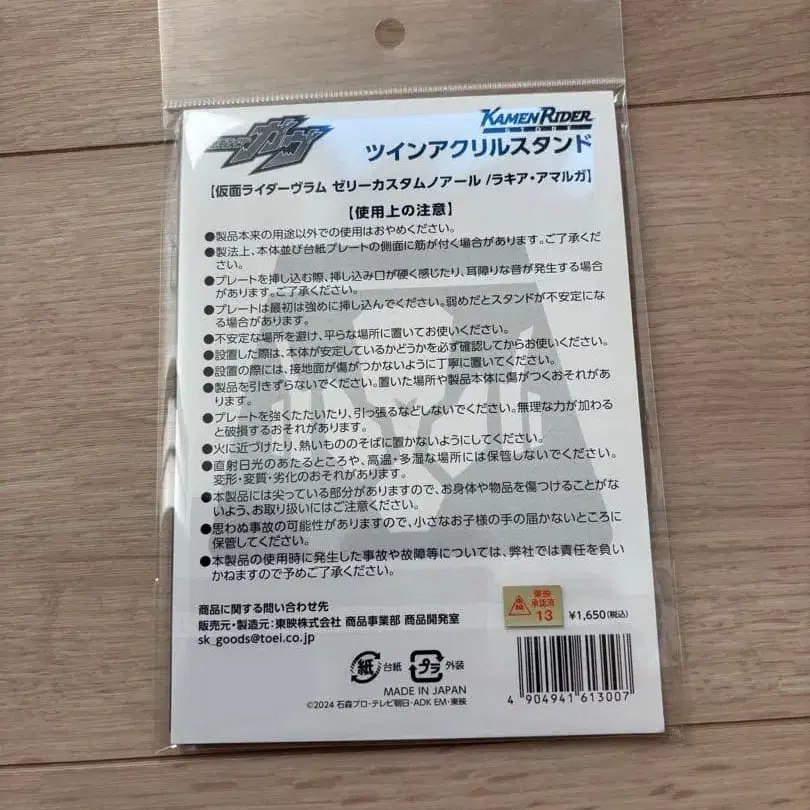 ガヴ
KAMEN RIDER
STORE
ツインアクリルスタンド
【仮面ライダーヴラム ゼリーカスタムノアール /ラキア・アマルガ】
【使用上の注意】
●製品本来の用途以外での使用はおやめください。
●製法上、本体並び台紙プレートの側面に筋が付く場合があります。ご了承くだ
さい。
●プレートを挿し込む際、挿し込み口が硬く感じたり、耳障りな音が発生する場合
があります。ご了承ください。
●プレートは最初は強めに挿し込んでください。弱めだとスタンドが不安定にな
る場合があります。
●不安定な場所を避け、平らな場所に置いてお使いください。
●設置した際は、本体が安定しているかどうかを必ず確認してからお使いください。
●設置の際には、接地面が傷がつかないように丁寧に置いてください。
●製品を引きずらないでください。置いた場所や製品本体に傷がつくおそれがあ
ります。
●プレートを強くたたいたり、引っ張るなどしないでください。無理な力が加わる
と破損するおそれがあります。
●火に近づけたり、熱いもののそばに置かないようにしてください。
●直射日光のあたるところや、高温・多湿な場所には保管しないでください。
変形・変質・劣化のおそれがあります。
●本製品には尖っている部分がありますので、お身体や物品を傷つけることがな
いよう、お取り扱いにはご注意ください。
●思わぬ事故の可能性がありますので、小さなお子様の手の届かないところに
保管してください。
●本製品の使用時に発生した事故や故障等については、弊社では責任を負い
かねますので予めご了承ください。
商品に関する問い合わせ先
販売元・製造元:東映株式会社 商品事業部 商品開発室
sk_goods@toei.co.jp
東映
承認済
13
¥1,650(税込)
紙 台紙 プラ 外装
MADE IN JAPAN
©2024 石森プロ・テレビ朝日・ADK EM・東映
4 904941 613007